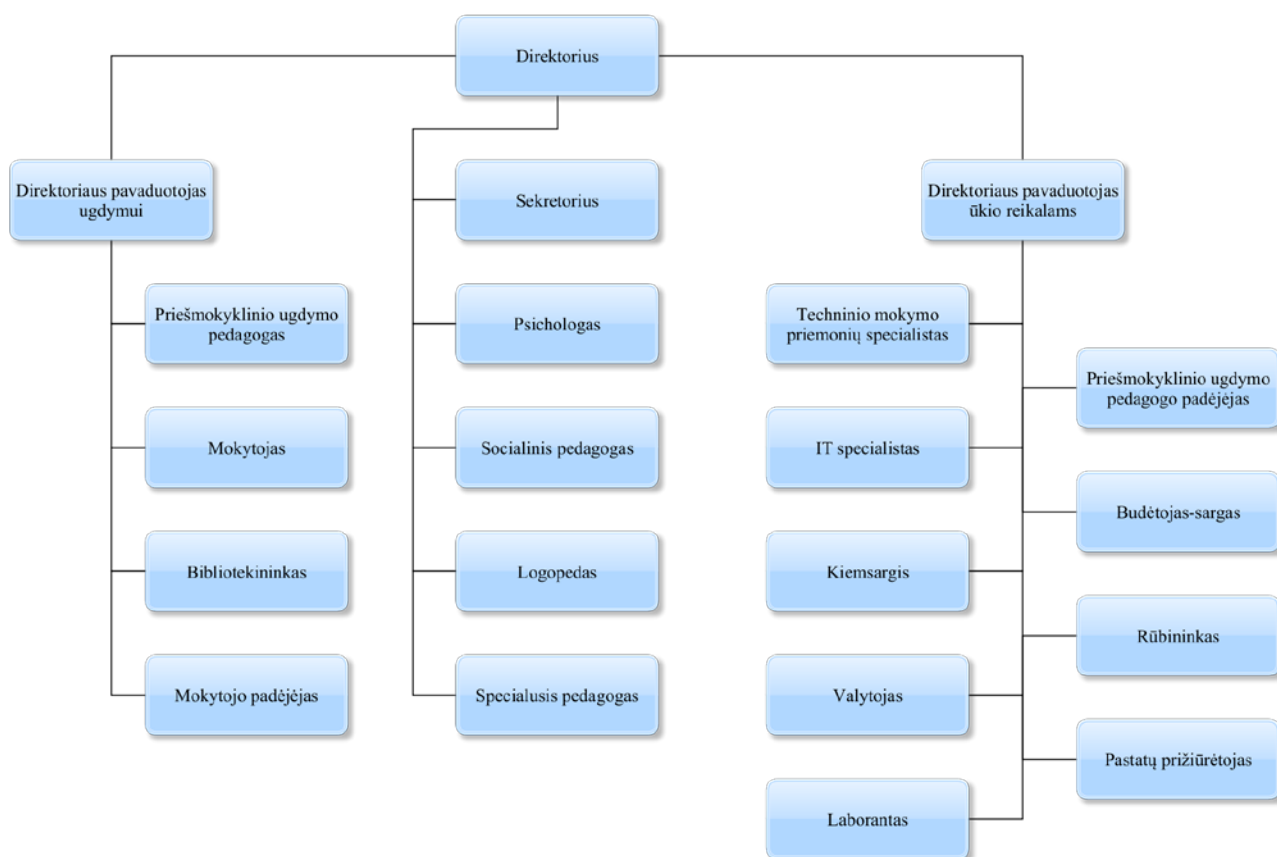 Direktorius
Direktoriaus pavaduotojas
ugdymui
Priešmokyklinio ugdymo
pedagogas
Mokytojas
Bibliotekininkas
Mokytojo padėjėjas
Sekretorius
Psichologas
Socialinis pedagogas
Logopedas
Specialusis pedagogas
Direktoriaus pavaduotojas
ūkio reikalams
Techninio mokymo
priemonių specialistas
IT specialistas
Kiemsargis
Valytojas
Laborantas
Priešmokyklinio ugdymo
pedagogo padėjėjas
Budėtojas-sargas
Rūbininkas
Pastatų prižiūrėtojas